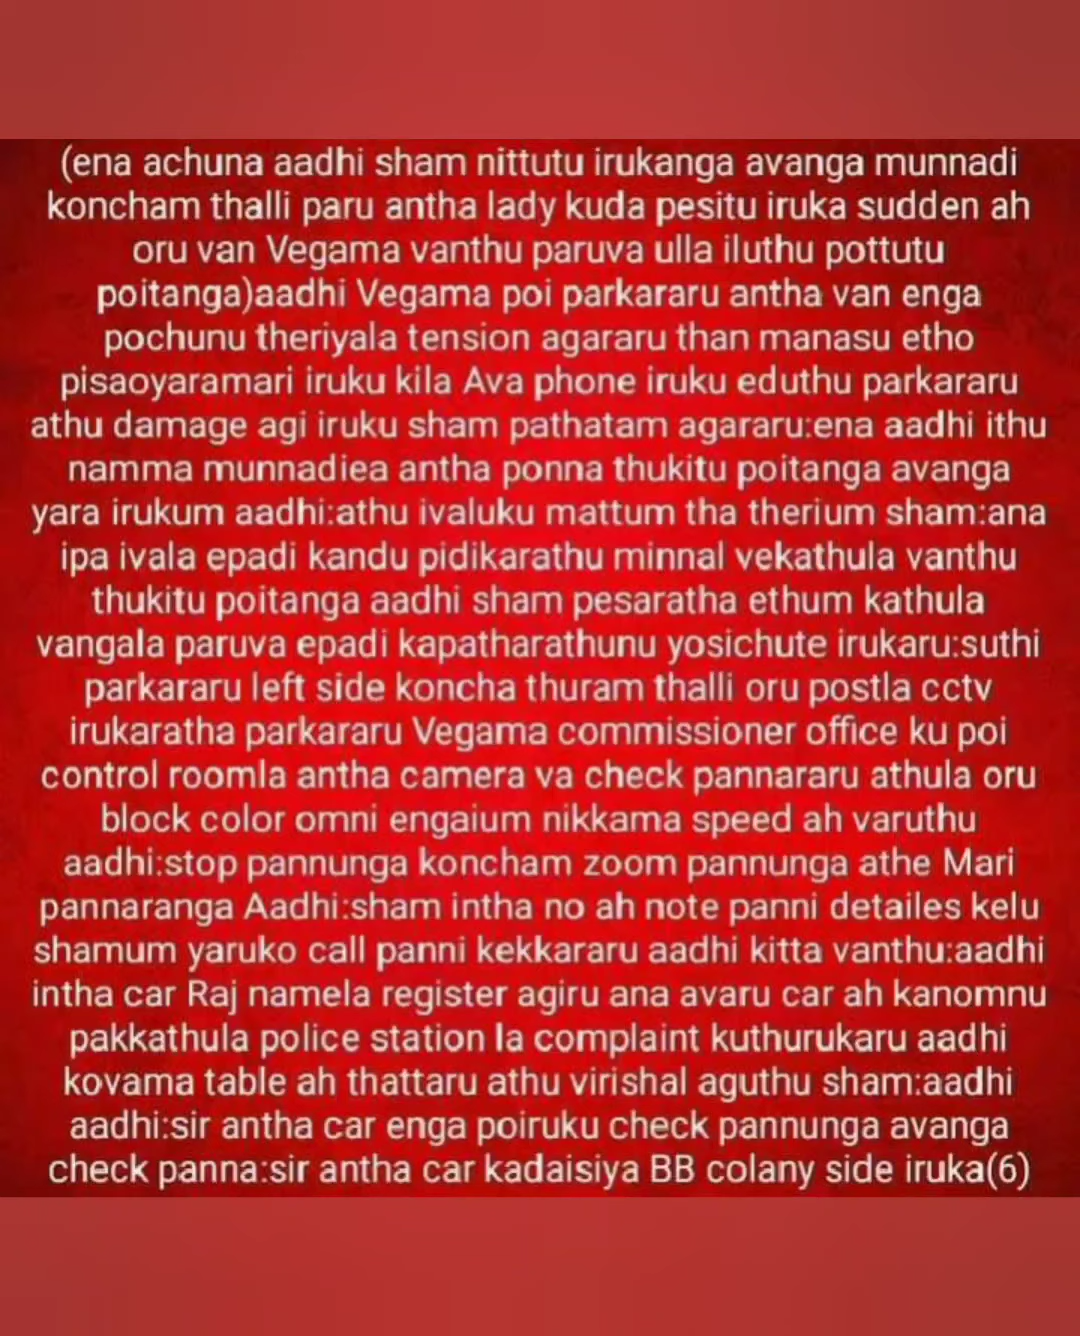 (ena achuna aadhi sham nittutu irukanga avanga munnadi
koncham thalli paru antha lady kuda pesitu iruka sudden ah
oru van Vegama vanthu paruva ulla iluthu pottutu
poitanga)aadhi Vegama poi parkararu antha van enga
pochunu theriyala tension agararu than manasu etho
pisaoyaramari iruku kila Ava phone iruku eduthu parkararu
athu damage agi iruku sham pathatam agararu:ena aadhi ithu
namma munnadiea antha ponna thukitu poitanga avanga
yara irukum aadhi:athu ivaluku mattum tha therium sham:ana
ipa ivala epadi kandu pidikarathu minnal vekathula vanthu
thukitu poitanga aadhi sham pesaratha ethum kathula
vangala paruva epadi kapatharathunu yosichute irukaru:suthi
parkararu left side koncha thuram thalli oru postla cctv
irukaratha parkararu Vegama commissioner office ku poi
control roomla antha camera va check pannararu athula oru
block color omni engaium nikkama speed ah varuthu
aadhi:stop pannunga koncham zoom pannunga athe Mari
pannaranga Aadhi:sham intha no ah note panni detailes kelu
shamum yaruko call panni kekkararu aadhi kitta vanthu:aadhi
intha car Raj namela register agiru ana avaru car ah kanomnu
pakkathula police station la complaint kuthurukaru aadhi
kovama table ah thattaru athu virishal aguthu sham:aadhi
aadhi:sir antha car enga poiruku check pannunga avanga
check panna:sir antha car kadaisiya BB colany side iruka(6)